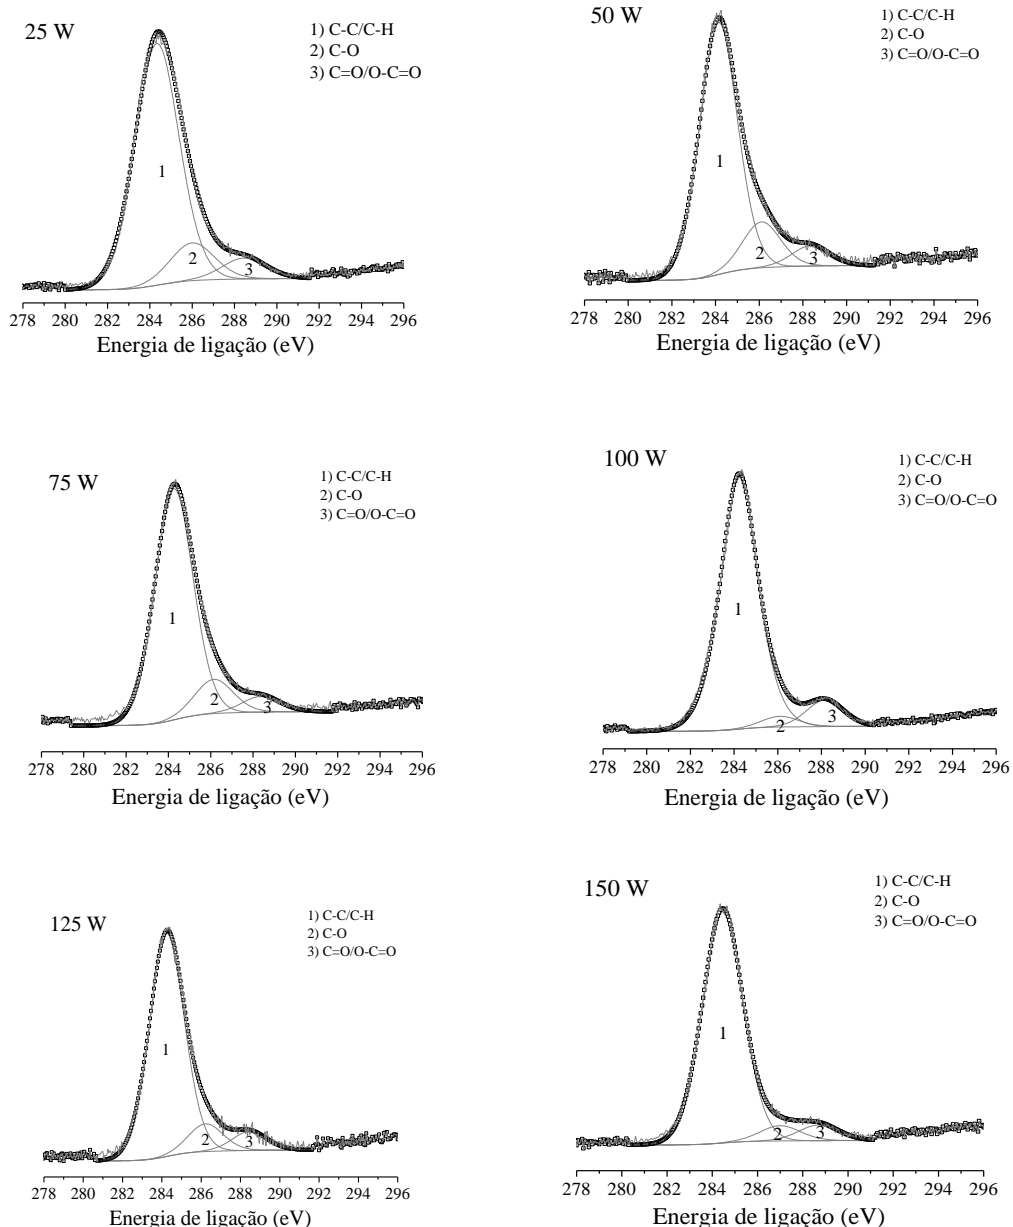 25 W
1) C-C/C-H
2) C-O
3) C=O/O-C=O
1
2
3
278 280 282 284 286 288 290 292 294 296
Energia de ligação (eV)
50 W
1) C-C/C-H
2) C-O
3) C=O/O-C=O
1
2
3
278 280 282 284 286 288 290 292 294 296
Energia de ligação (eV)
75 W
1) C-C/C-H
2) C-O
3) C=O/O-C=O
1
2
3
278 280 282 284 286 288 290 292 294 296
Energia de ligação (eV)
100 W
1) C-C/C-H
2) C-O
3) C=O/O-C=O
1
2
3
278 280 282 284 286 288 290 292 294 296
Energia de ligação (eV)
125 W
1) C-C/C-H
2) C-O
3) C=O/O-C=O
1
2
3
278 280 282 284 286 288 290 292 294 296
Energia de ligação (eV)
150 W
1) C-C/C-H
2) C-O
3) C=O/O-C=O
1
2
3
278 280 282 284 286 288 290 292 294 296
Energia de ligação (eV)